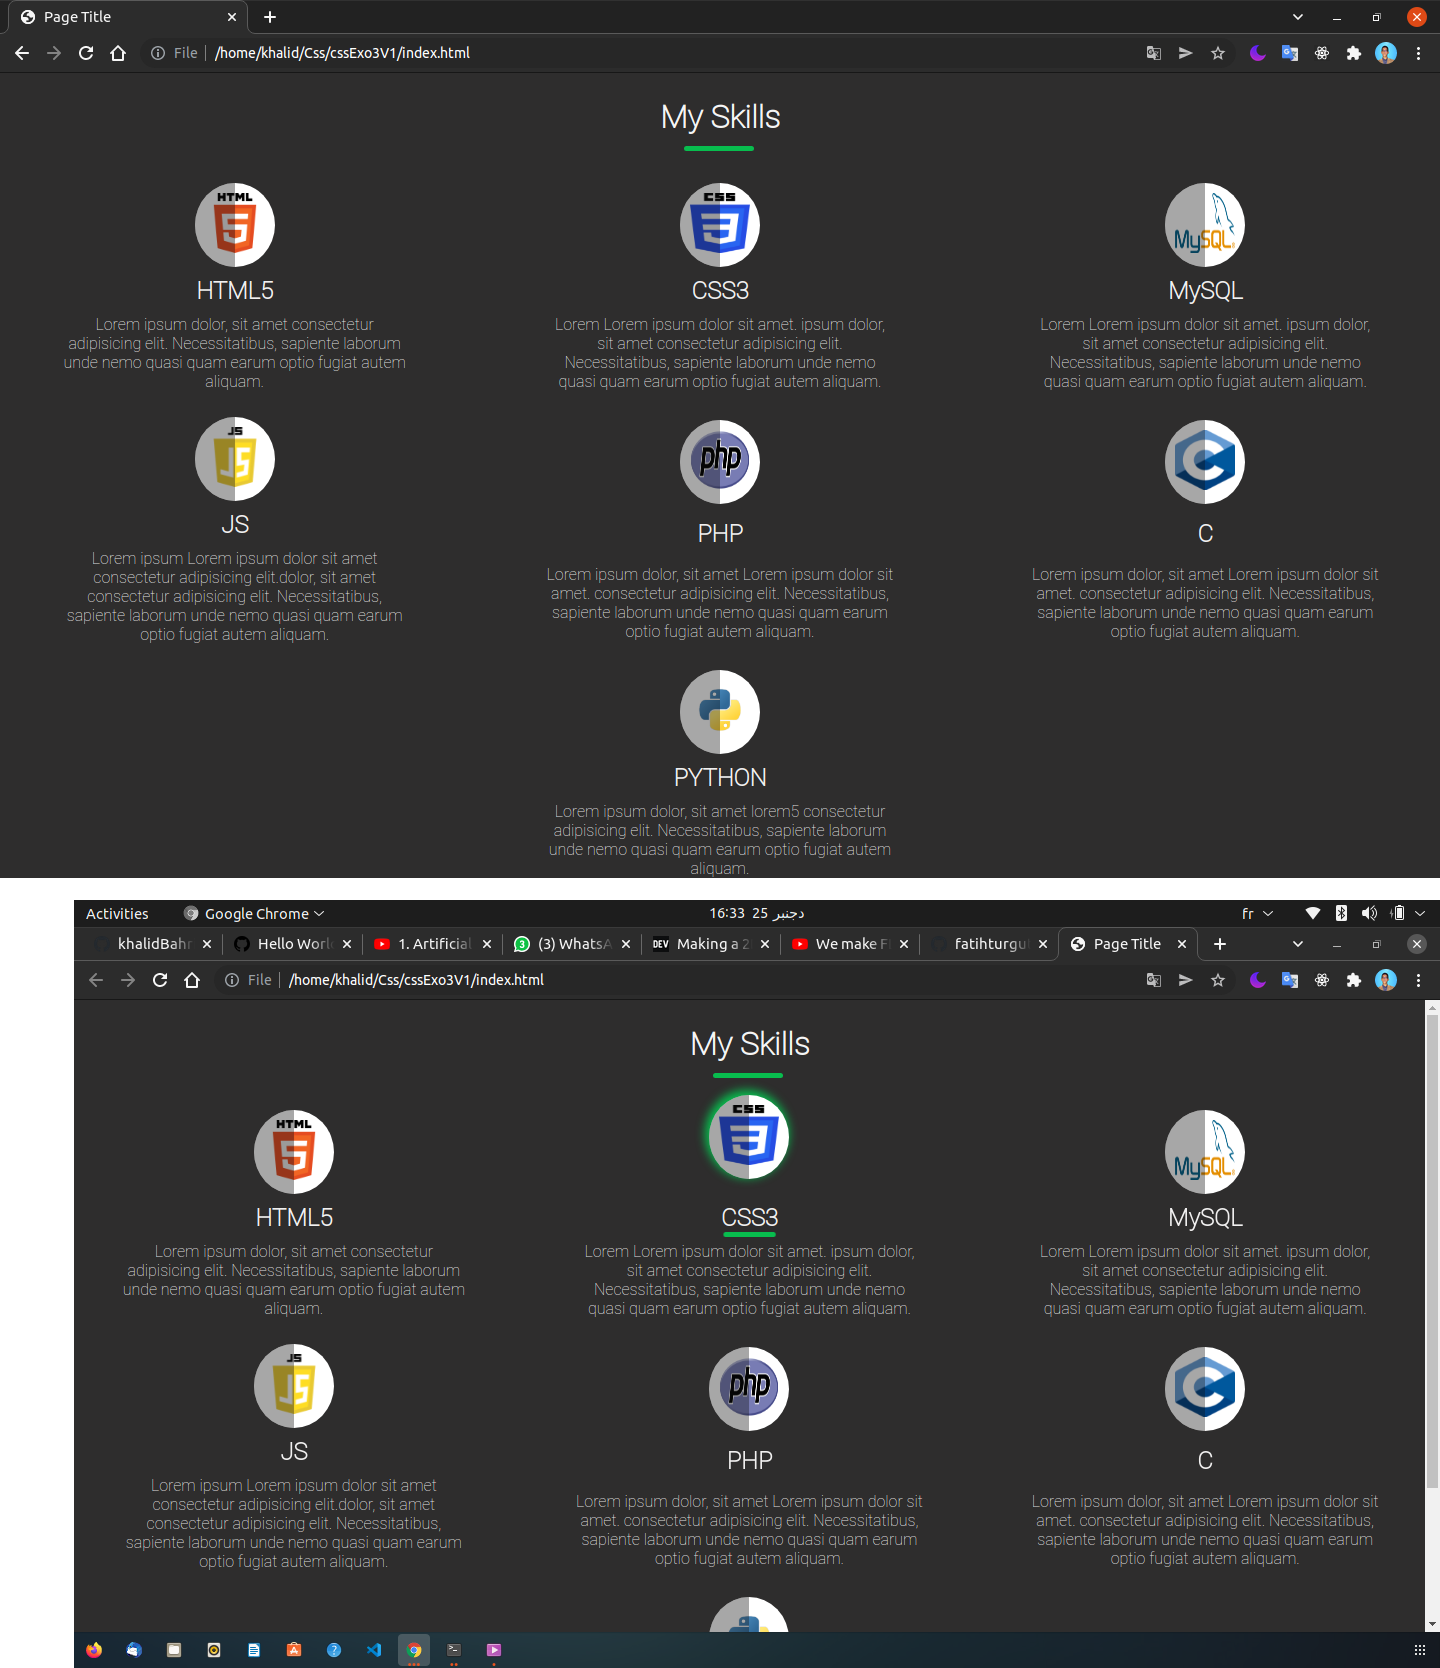 Page Title
File /home/khalid/Css/cssExo3V1/index.html
My Skills
HTML
CSS
MySQL
HTML5
CSS3
MySQL
Lorem ipsum dolor, sit amet consectetur
adipisicing elit. Necessitatibus, sapiente laborum
unde nemo quasi quam earum optio fugiat autem
aliquam.
Lorem Lorem ipsum dolor sit amet. ipsum dolor,
sit amet consectetur adipisicing elit.
Necessitatibus, sapiente laborum unde nemo
quasi quam earum optio fugiat autem aliquam.
Lorem Lorem ipsum dolor sit amet. ipsum dolor,
sit amet consectetur adipisicing elit.
Necessitatibus, sapiente laborum unde nemo
quasi quam earum optio fugiat autem aliquam.
JS
php
C
JS
PHP
C
Lorem ipsum Lorem ipsum dolor sit amet
consectetur adipisicing elit.dolor, sit amet
consectetur adipisicing elit. Necessitatibus,
sapiente laborum unde nemo quasi quam earum
optio fugiat autem aliquam.
Lorem ipsum dolor, sit amet Lorem ipsum dolor sit
amet. consectetur adipisicing elit. Necessitatibus,
sapiente laborum unde nemo quasi quam earum
optio fugiat autem aliquam.
Lorem ipsum dolor, sit amet Lorem ipsum dolor sit
amet. consectetur adipisicing elit. Necessitatibus,
sapiente laborum unde nemo quasi quam earum
optio fugiat autem aliquam.
PYTHON
Lorem ipsum dolor, sit amet lorem5 consectetur
adipisicing elit. Necessitatibus, sapiente laborum
unde nemo quasi quam earum optio fugiat autem
aliquam.
Activities Google Chrome 16:33 25 دجنبر fr
khalidBahr Hello Worl 1. Artificial (3) WhatsA DEV Making a 2 We make F fatihturgu Page Title
File /home/khalid/Css/cssExo3V1/index.html
My Skills
HTML
CSS
MySQL
HTML5
CSS3
MySQL
Lorem ipsum dolor, sit amet consectetur
adipisicing elit. Necessitatibus, sapiente laborum
unde nemo quasi quam earum optio fugiat autem
aliquam.
Lorem Lorem ipsum dolor sit amet. ipsum dolor,
sit amet consectetur adipisicing elit.
Necessitatibus, sapiente laborum unde nemo
quasi quam earum optio fugiat autem aliquam.
Lorem Lorem ipsum dolor sit amet. ipsum dolor,
sit amet consectetur adipisicing elit.
Necessitatibus, sapiente laborum unde nemo
quasi quam earum optio fugiat autem aliquam.
JS
php
C
JS
PHP
C
Lorem ipsum Lorem ipsum dolor sit amet
consectetur adipisicing elit.dolor, sit amet
consectetur adipisicing elit. Necessitatibus,
sapiente laborum unde nemo quasi quam earum
optio fugiat autem aliquam.
Lorem ipsum dolor, sit amet Lorem ipsum dolor sit
amet. consectetur adipisicing elit. Necessitatibus,
sapiente laborum unde nemo quasi quam earum
optio fugiat autem aliquam.
Lorem ipsum dolor, sit amet Lorem ipsum dolor sit
amet. consectetur adipisicing elit. Necessitatibus,
sapiente laborum unde nemo quasi quam earum
optio fugiat autem aliquam.